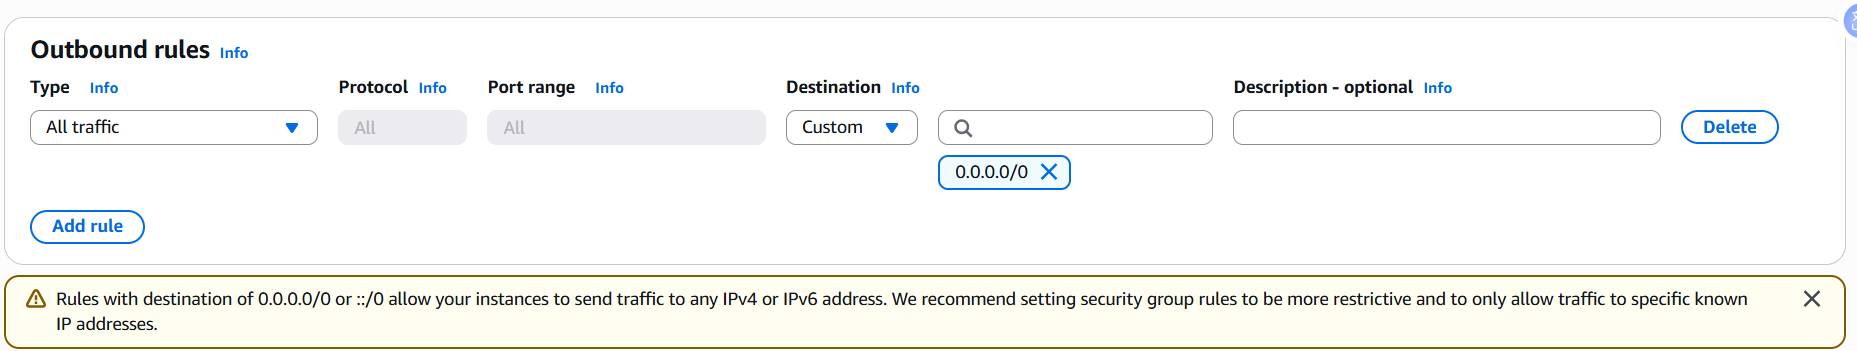 Outbound rules Info
Type Info Protocol Info Port range Info Destination Info Description - optional Info
All traffic All All Custom Delete
0.0.0.0/0
Add rule
Rules with destination of 0.0.0.0/0 or ::/0 allow your instances to send traffic to any IPv4 or IPv6 address. We recommend setting security group rules to be more restrictive and to only allow traffic to specific known
IP addresses.